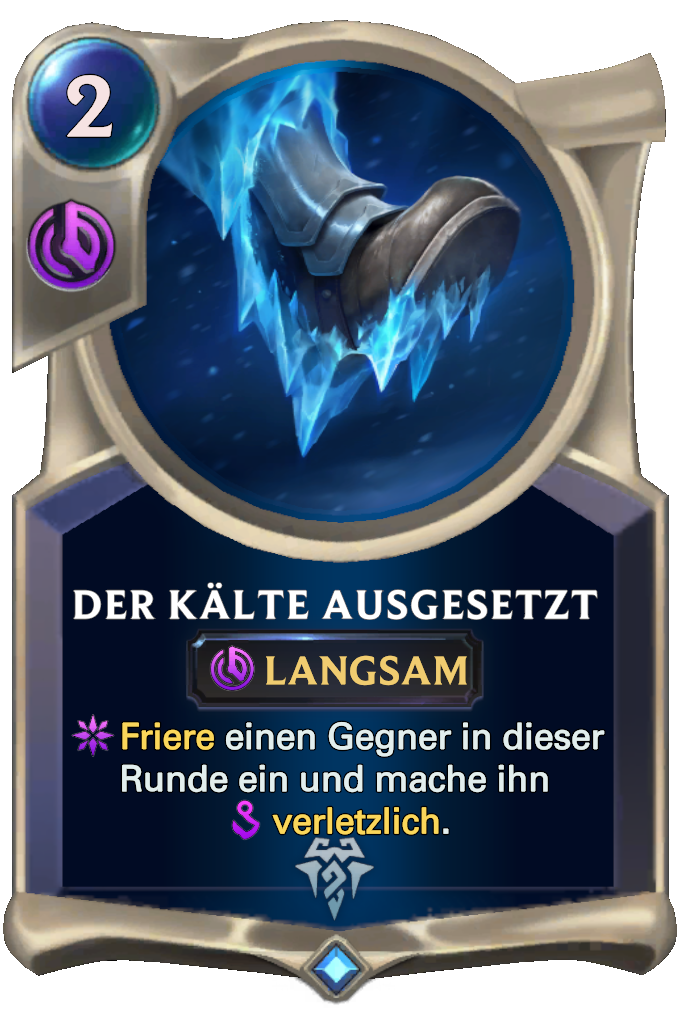 2
DER KÄLTE AUSGESETZT
LANGSAM
Friere einen Gegner in dieser
Runde ein und mache ihn
verletzlich.